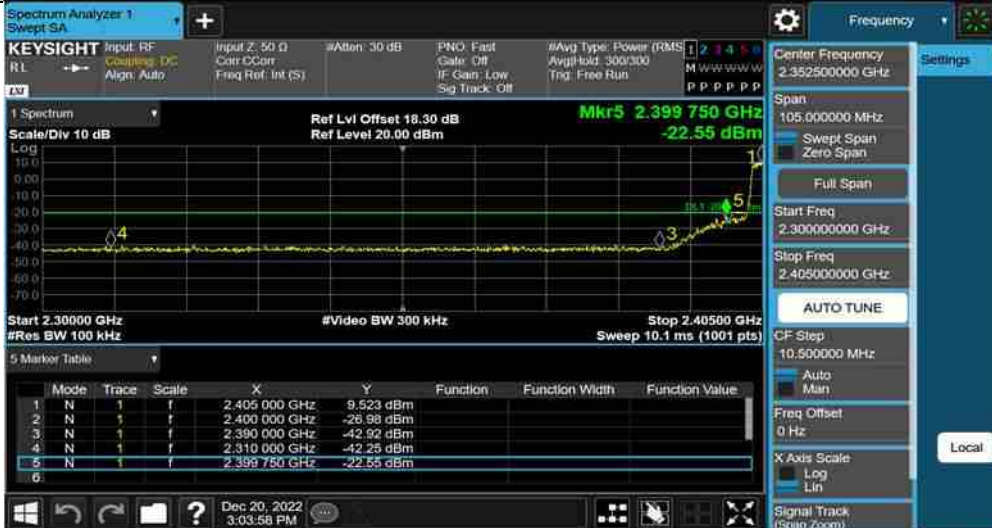 Spectrum Analyzer 1
Swept SA
+
Frequency
KEYSIGHT
RL
LXI
Input: RF
Coupling: DC
Align: Auto
Input Z: 50 Ω
Corr CCorr
Freq Ref: Int (S)
#Atten: 30 dB
PNO: Fast
Gate: Off
IF Gain: Low
Sig Track: Off
#Avg Type: Power (RMS
Avg|Hold: 300/300
Trig: Free Run
1 2 3 4 5 6
M W W W W W
P P P P P P
1 Spectrum
Scale/Div 10 dB
Ref Lvl Offset 18.30 dB
Ref Level 20.00 dBm
Mkr5 2.399 750 GHz
-22.55 dBm
Log
10.0
0.00
-10.0
-20.0
-30.0
-40.0
-50.0
-60.0
-70.0
1
5
4
3
Start 2.30000 GHz
#Res BW 100 kHz
#Video BW 300 kHz
Stop 2.40500 GHz
Sweep 10.1 ms (1001 pts)
5 Marker Table
Mode Trace Scale X Y Function Function Width Function Value
1 N 1 f 2.405 000 GHz 9.523 dBm
2 N 1 f 2.400 000 GHz -26.98 dBm
3 N 1 f 2.390 000 GHz -42.92 dBm
4 N 1 f 2.310 000 GHz -42.25 dBm
5 N 1 f 2.399 750 GHz -22.55 dBm
6
?
Dec 20, 2022
3:03:58 PM
Center Frequency
2.352500000 GHz
Settings
Span
105.000000 MHz
Swept Span
Zero Span
Full Span
Start Freq
2.300000000 GHz
Stop Freq
2.405000000 GHz
AUTO TUNE
CF Step
10.500000 MHz
Auto
Man
Freq Offset
0 Hz
Local
X Axis Scale
Log
Lin
Signal Track
(Span Zoom)